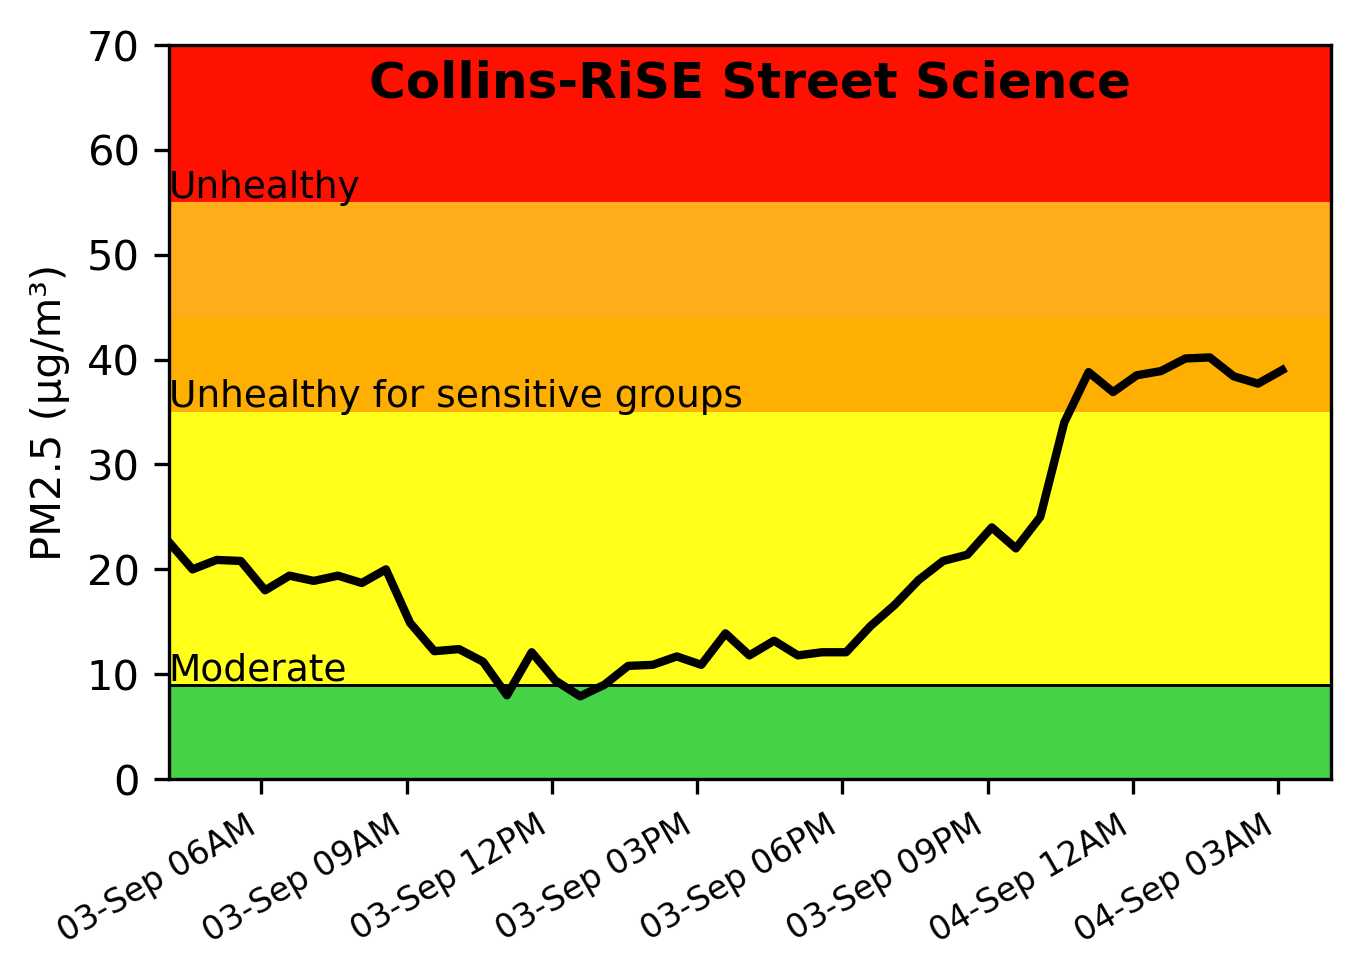 Collins-RiSE Street Science
PM2.5 (µg/m³)
70
60
50
40
30
20
10
0
Unhealthy
Unhealthy for sensitive groups
Moderate
03-Sep 06AM
03-Sep 09AM
03-Sep 12PM
03-Sep 03PM
03-Sep 06PM
03-Sep 09PM
04-Sep 12AM
04-Sep 03AM